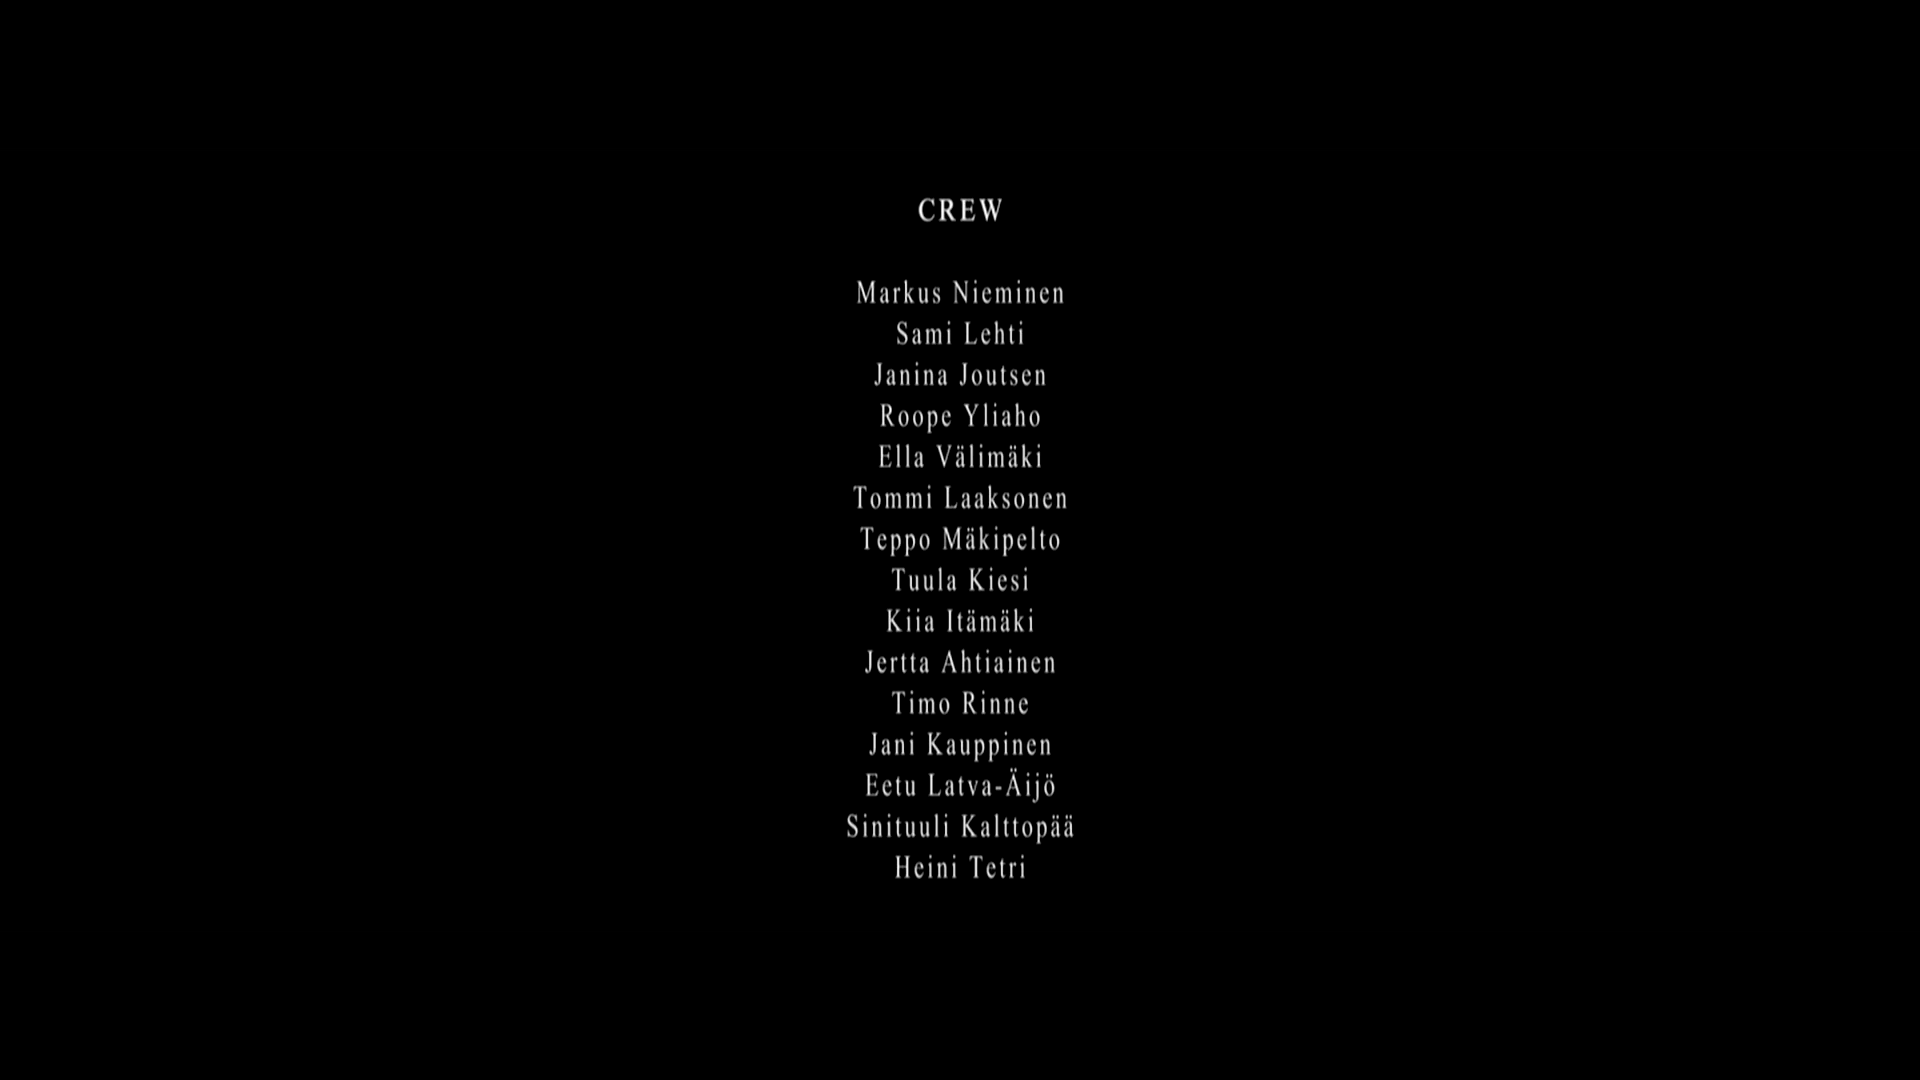 CREW
Markus Nieminen
Sami Lehti
Janina Joutsen
Roope Yliaho
Ella Välimäki
Tommi Laaksonen
Teppo Mäkipelto
Tuula Kiesi
Kiia Itämäki
Jertta Ahtiainen
Timo Rinne
Jani Kauppinen
Eetu Latva-Äijö
Sinituuli Kalttopää
Heini Tetri